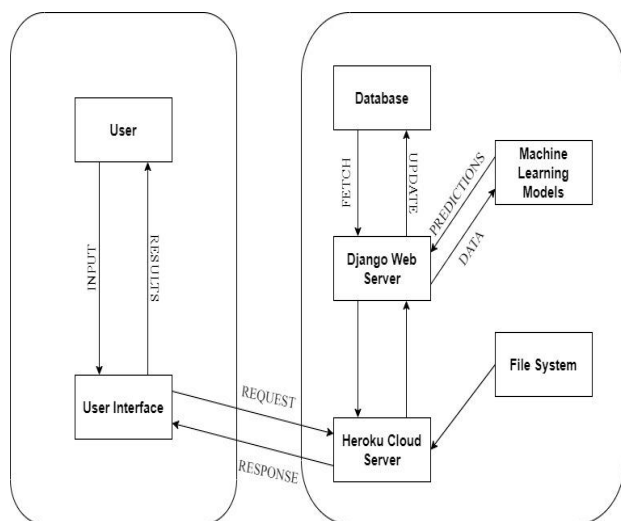 User
INPUT
RESULTS
User Interface
REQUEST
RESPONSE
Database
FETCH
UPDATE
PREDICTIONS
DATA
Machine
Learning
Models
Django Web
Server
File System
Heroku Cloud
Server